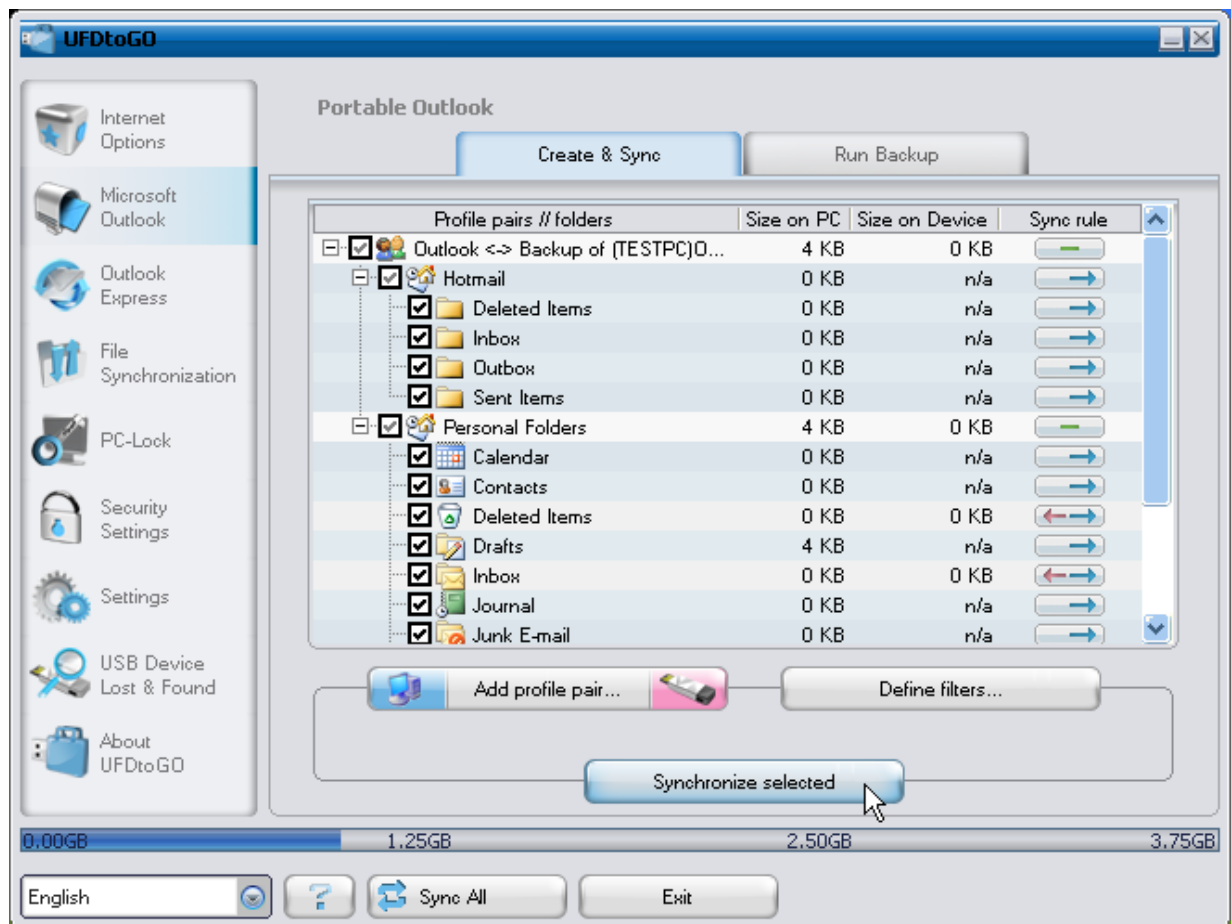 UFDtoGO
Internet
Options
Microsoft
Outlook
Outlook
Express
File
Synchronization
PC-Lock
Security
Settings
Settings
USB Device
Lost & Found
About
UFDtoGO
Portable Outlook
Create & Sync Run Backup
Profile pairs // folders Size on PC Size on Device Sync rule
Outlook <-> Backup of (TESTPC)O... 4 KB 0 KB
Hotmail 0 KB n/a
Deleted Items 0 KB n/a
Inbox 0 KB n/a
Outbox 0 KB n/a
Sent Items 0 KB n/a
Personal Folders 4 KB 0 KB
Calendar 0 KB n/a
Contacts 0 KB n/a
Deleted Items 0 KB 0 KB
Drafts 4 KB n/a
Inbox 0 KB 0 KB
Journal 0 KB n/a
Junk E-mail 0 KB n/a
Add profile pair... Define filters...
Synchronize selected
0.00GB 1.25GB 2.50GB 3.75GB
English ? Sync All Exit